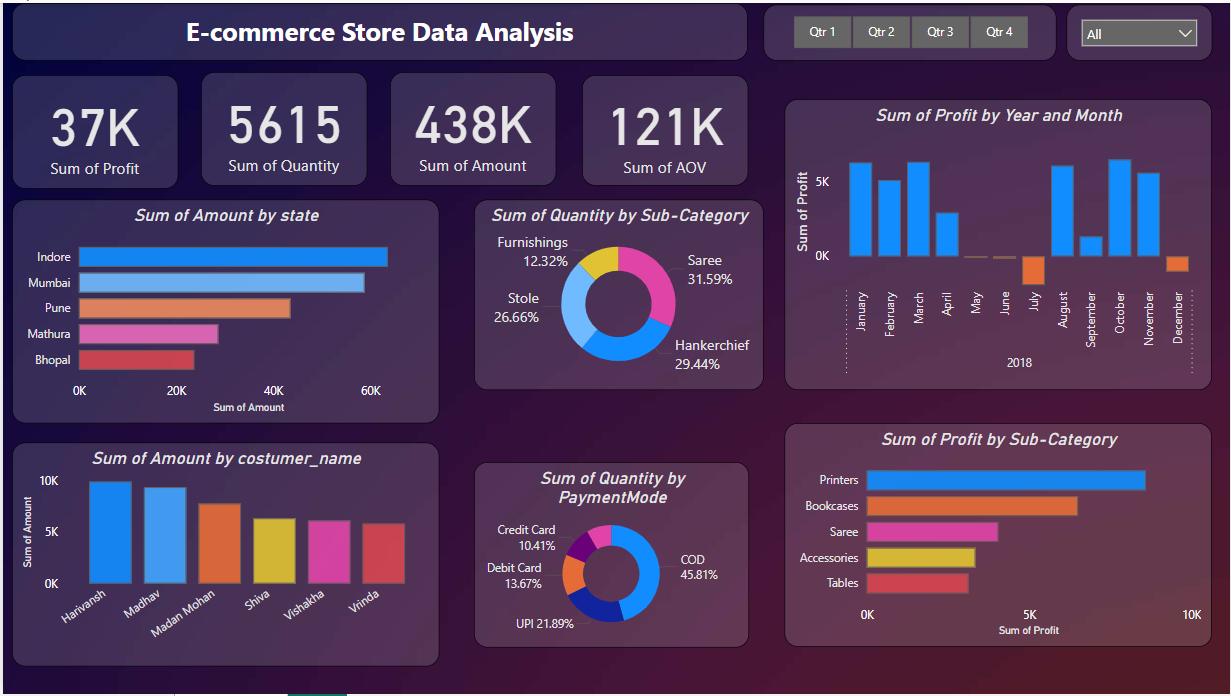 E-commerce Store Data Analysis
Qtr 1
Qtr 2
Qtr 3
Qtr 4
All
37K
Sum of Profit
5615
Sum of Quantity
438K
Sum of Amount
121K
Sum of AOV
Sum of Amount by state
Indore
Mumbai
Pune
Mathura
Bhopal
0K 20K 40K 60K
Sum of Amount
Sum of Quantity by Sub-Category
Furnishings
12.32%
Saree
31.59%
Stole
26.66%
Hankerchief
29.44%
Sum of Profit by Year and Month
Sum of Profit
5K
0K
January
February
March
April
May
June
July
August
September
October
November
December
2018
Sum of Amount by costumer_name
Sum of Amount
10K
5K
0K
Harivansh
Madhav
Madan Mohan
Shiva
Vishakha
Vrinda
Sum of Quantity by
PaymentMode
Credit Card
10.41%
COD
45.81%
Debit Card
13.67%
UPI 21.89%
Sum of Profit by Sub-Category
Printers
Bookcases
Saree
Accessories
Tables
0K 5K 10K
Sum of Profit